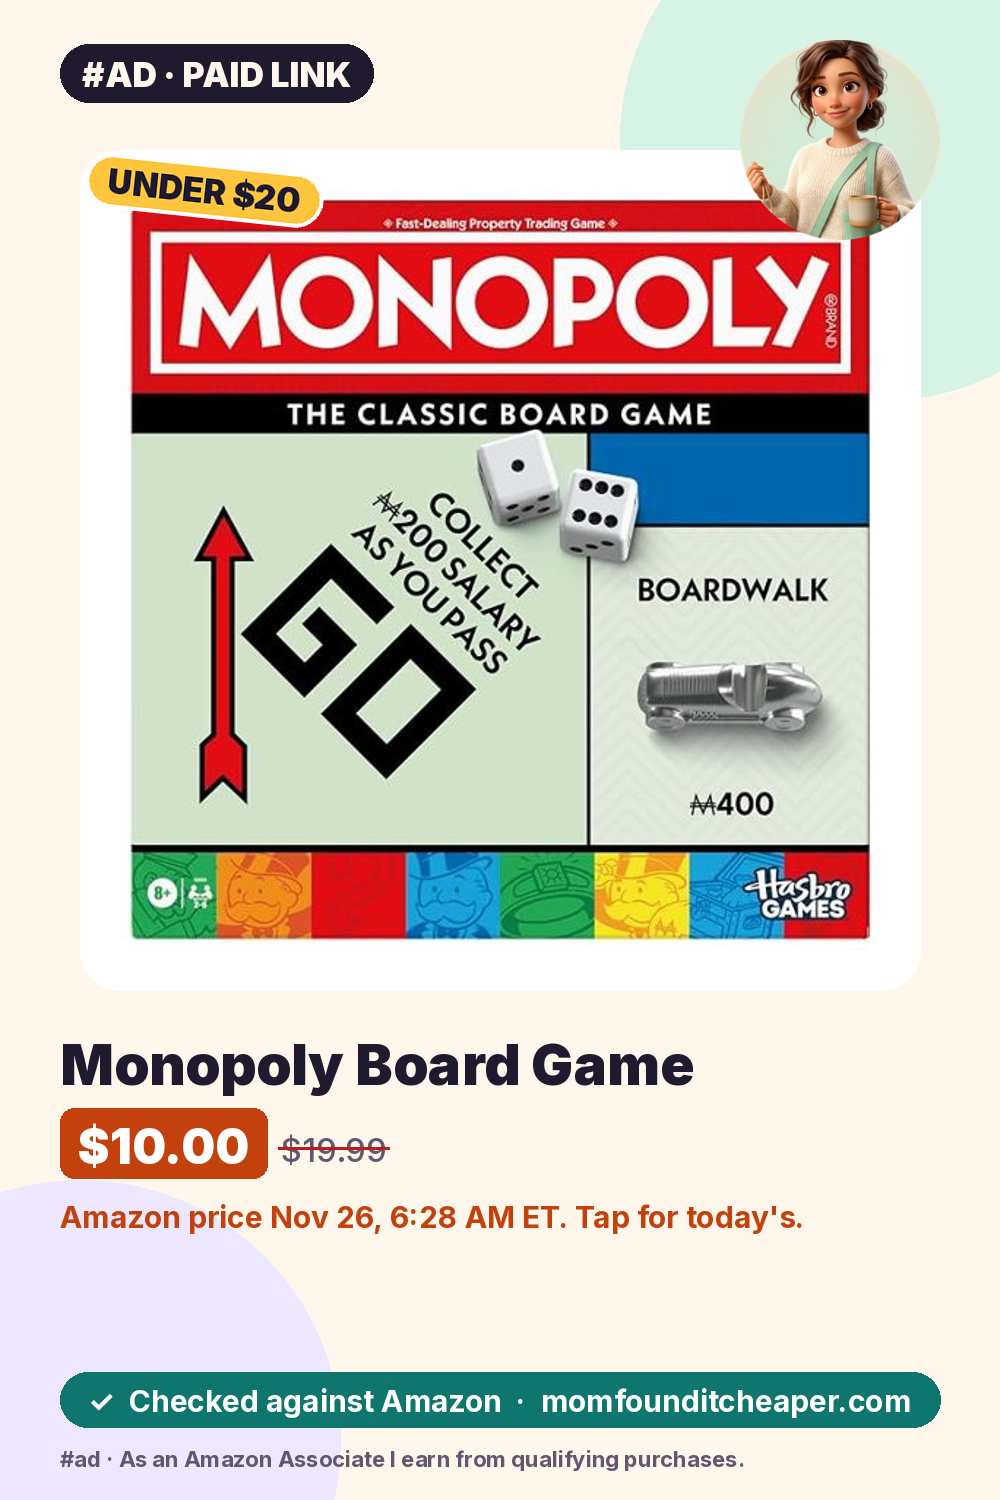 #AD · PAID LINK
UNDER $20
Fast-Dealing Property Trading Game
MONOPOLY
®BRAND
THE CLASSIC BOARD GAME
COLLECT
₩200 SALARY
AS YOU PASS
GO
BOARDWALK
₩400
8+
2-6
Hasbro
GAMES
Monopoly Board Game
$10.00 $19.99
Amazon price Nov 26, 6:28 AM ET. Tap for today's.
✓ Checked against Amazon · momfounditcheaper.com
#ad · As an Amazon Associate I earn from qualifying purchases.